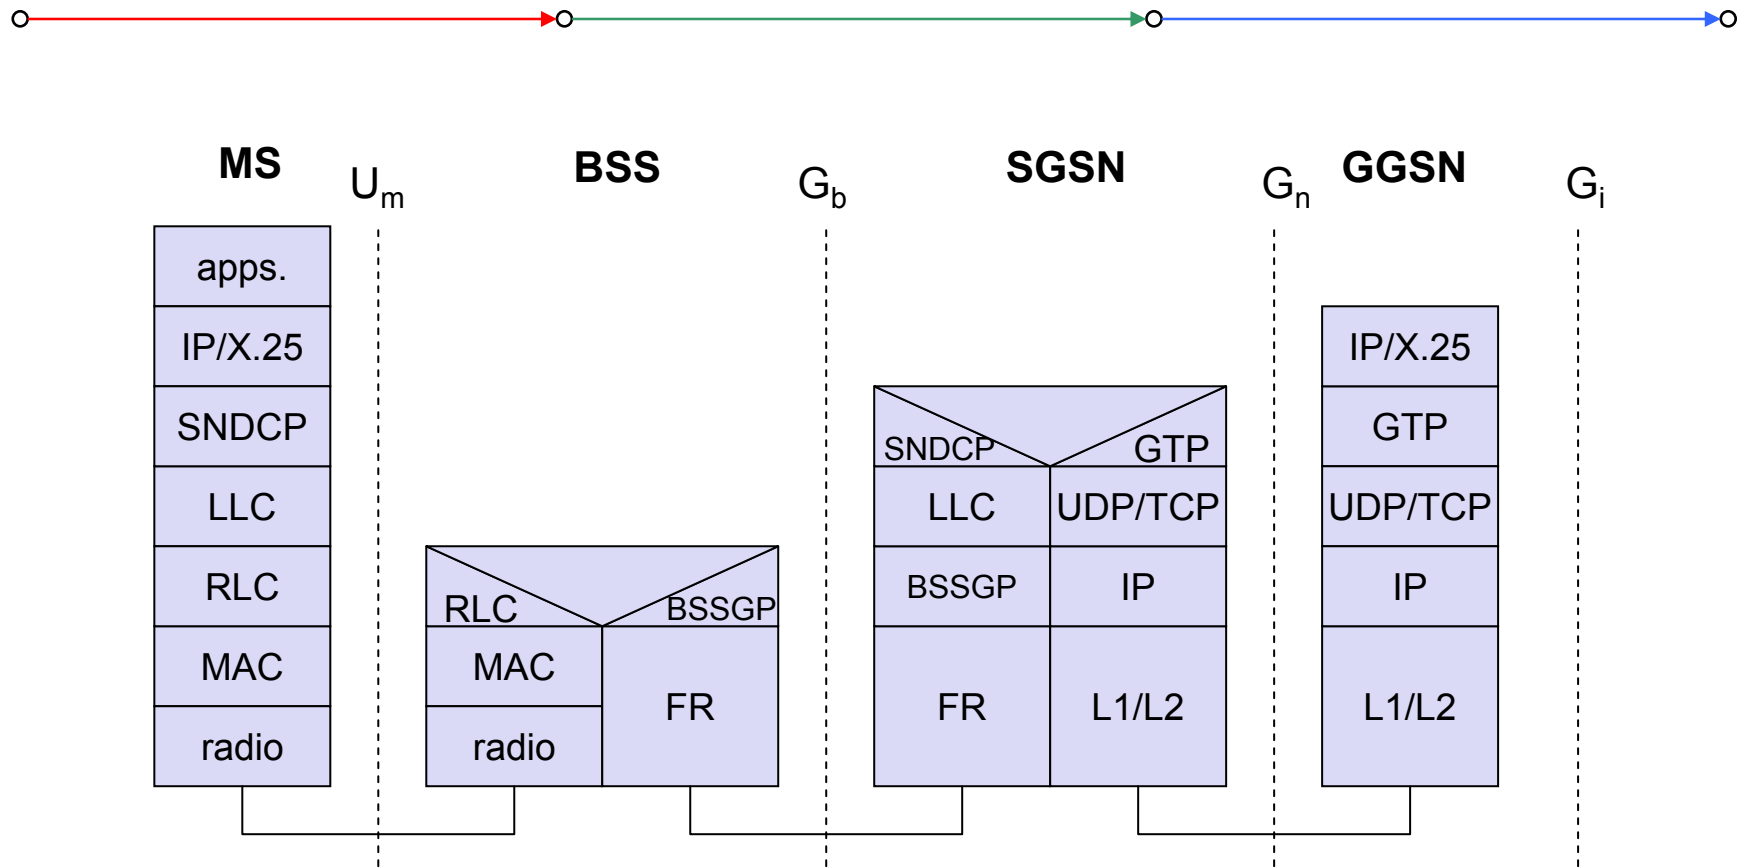 MS
BSS
SGSN
GGSN
Um
Gb
Gn
Gi
apps.
IP/X.25
SNDCP
LLC
RLC
MAC
radio
RLC
BSSGP
MAC
FR
radio
SNDCP
GTP
LLC
UDP/TCP
BSSGP
IP
FR
L1/L2
IP/X.25
GTP
UDP/TCP
IP
L1/L2